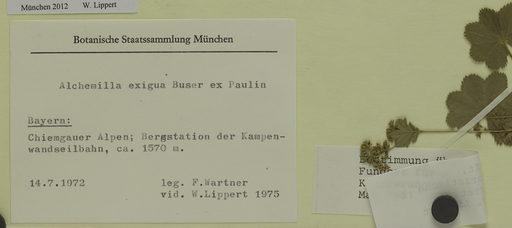 München 2012 W. Lippert
Botanische Staatssammlung München
Alchemilla exigua Buser ex Paulin
Bayern:
Chiemgauer Alpen; Bergstation der Kampen-
wandseilbahn, ca. 1570 m.
14.7.1972 leg. F.Wartner
vid. W.Lippert 1975
Bestimmung